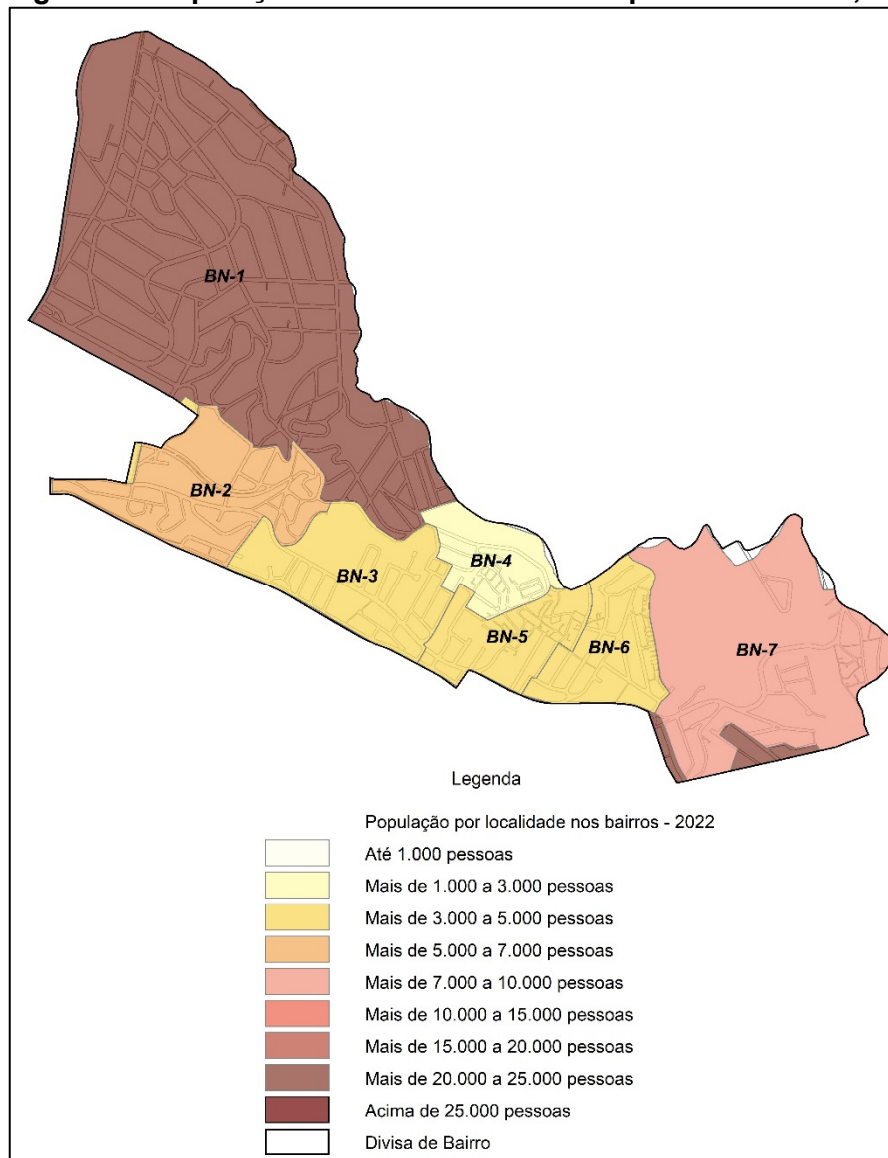 BN-1
BN-2
BN-3
BN-4
BN-5
BN-6
BN-7
Legenda
População por localidade nos bairros - 2022
Até 1.000 pessoas
Mais de 1.000 a 3.000 pessoas
Mais de 3.000 a 5.000 pessoas
Mais de 5.000 a 7.000 pessoas
Mais de 7.000 a 10.000 pessoas
Mais de 10.000 a 15.000 pessoas
Mais de 15.000 a 20.000 pessoas
Mais de 20.000 a 25.000 pessoas
Acima de 25.000 pessoas
Divisa de Bairro